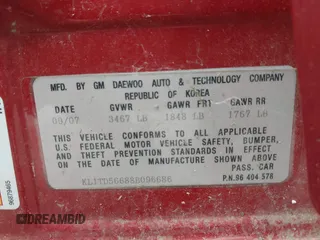 MFD. BY GM DAEWOO AUTO & TECHNOLOGY COMPANY
REPUBLIC OF KOREA
DATE GVWR GAWR FRT GAWR RR
09/07 3467 LB 1848 LB 1767 LB
THIS VEHICLE CONFORMS TO ALL APPLICABLE
U.S. FEDERAL MOTOR VEHICLE SAFETY, BUMPER,
AND THEFT PREVENTION STANDARDS IN EFFECT
ON THE DATE OF MANUFACTURE SHOWN ABOVE.
PASS. CAR
P.N.96 404 576
96879465
DREAMBID